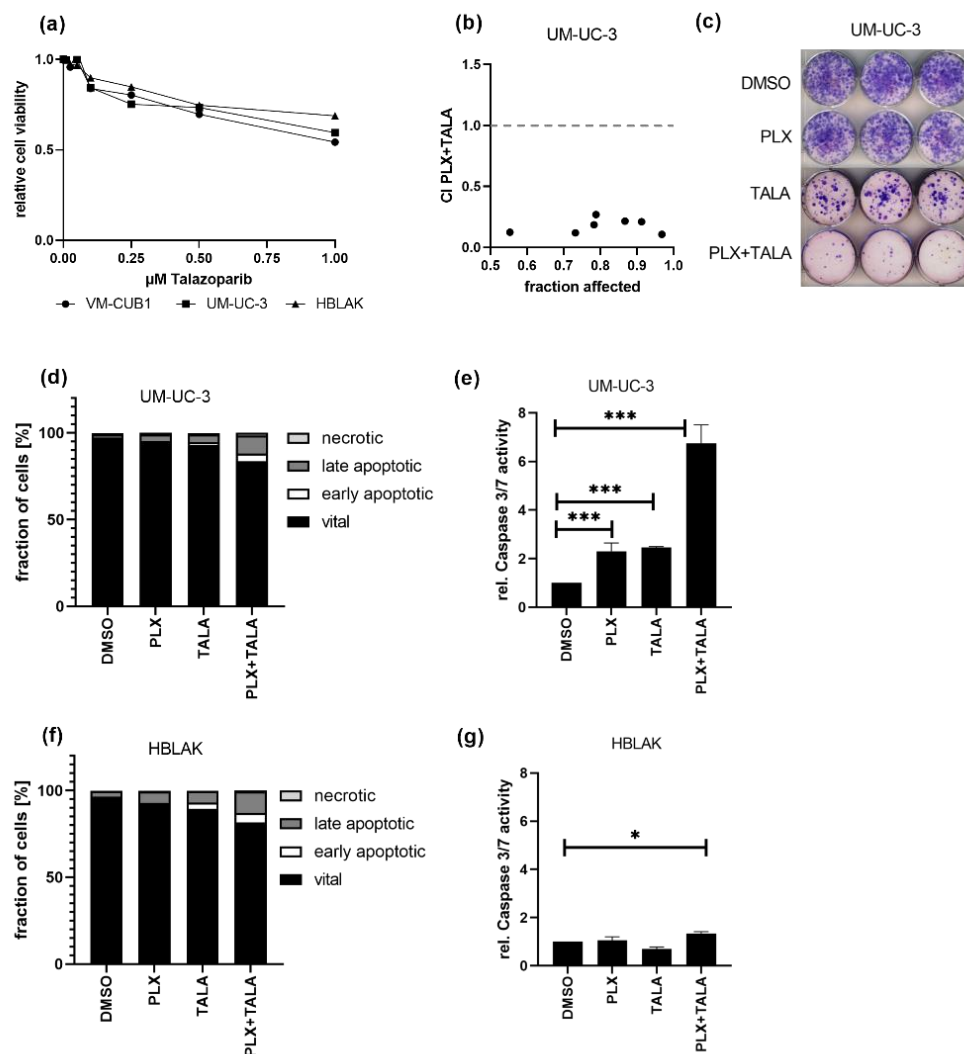 (a)
relative cell viability
1.0
0.5
0.0
0.00 0.25 0.50 0.75 1.00
µM Talazoparib
VM-CUB1 UM-UC-3 HBLAK
(b)
UM-UC-3
CI PLX+TALA
1.5
1.0
0.5
0.0
0.5 0.6 0.7 0.8 0.9 1.0
fraction affected
(c)
UM-UC-3
DMSO
PLX
TALA
PLX+TALA
(d)
UM-UC-3
fraction of cells [%]
100
50
0
DMSO PLX TALA PLX+TALA
necrotic
late apoptotic
early apoptotic
vital
(e)
UM-UC-3
rel. Caspase 3/7 activity
8
6
4
2
0
***
***
***
DMSO PLX TALA PLX+TALA
(f)
HBLAK
fraction of cells [%]
100
50
0
DMSO PLX TALA PLX+TALA
necrotic
late apoptotic
early apoptotic
vital
(g)
HBLAK
rel. Caspase 3/7 activity
8
6
4
2
0
*
DMSO PLX TALA PLX+TALA